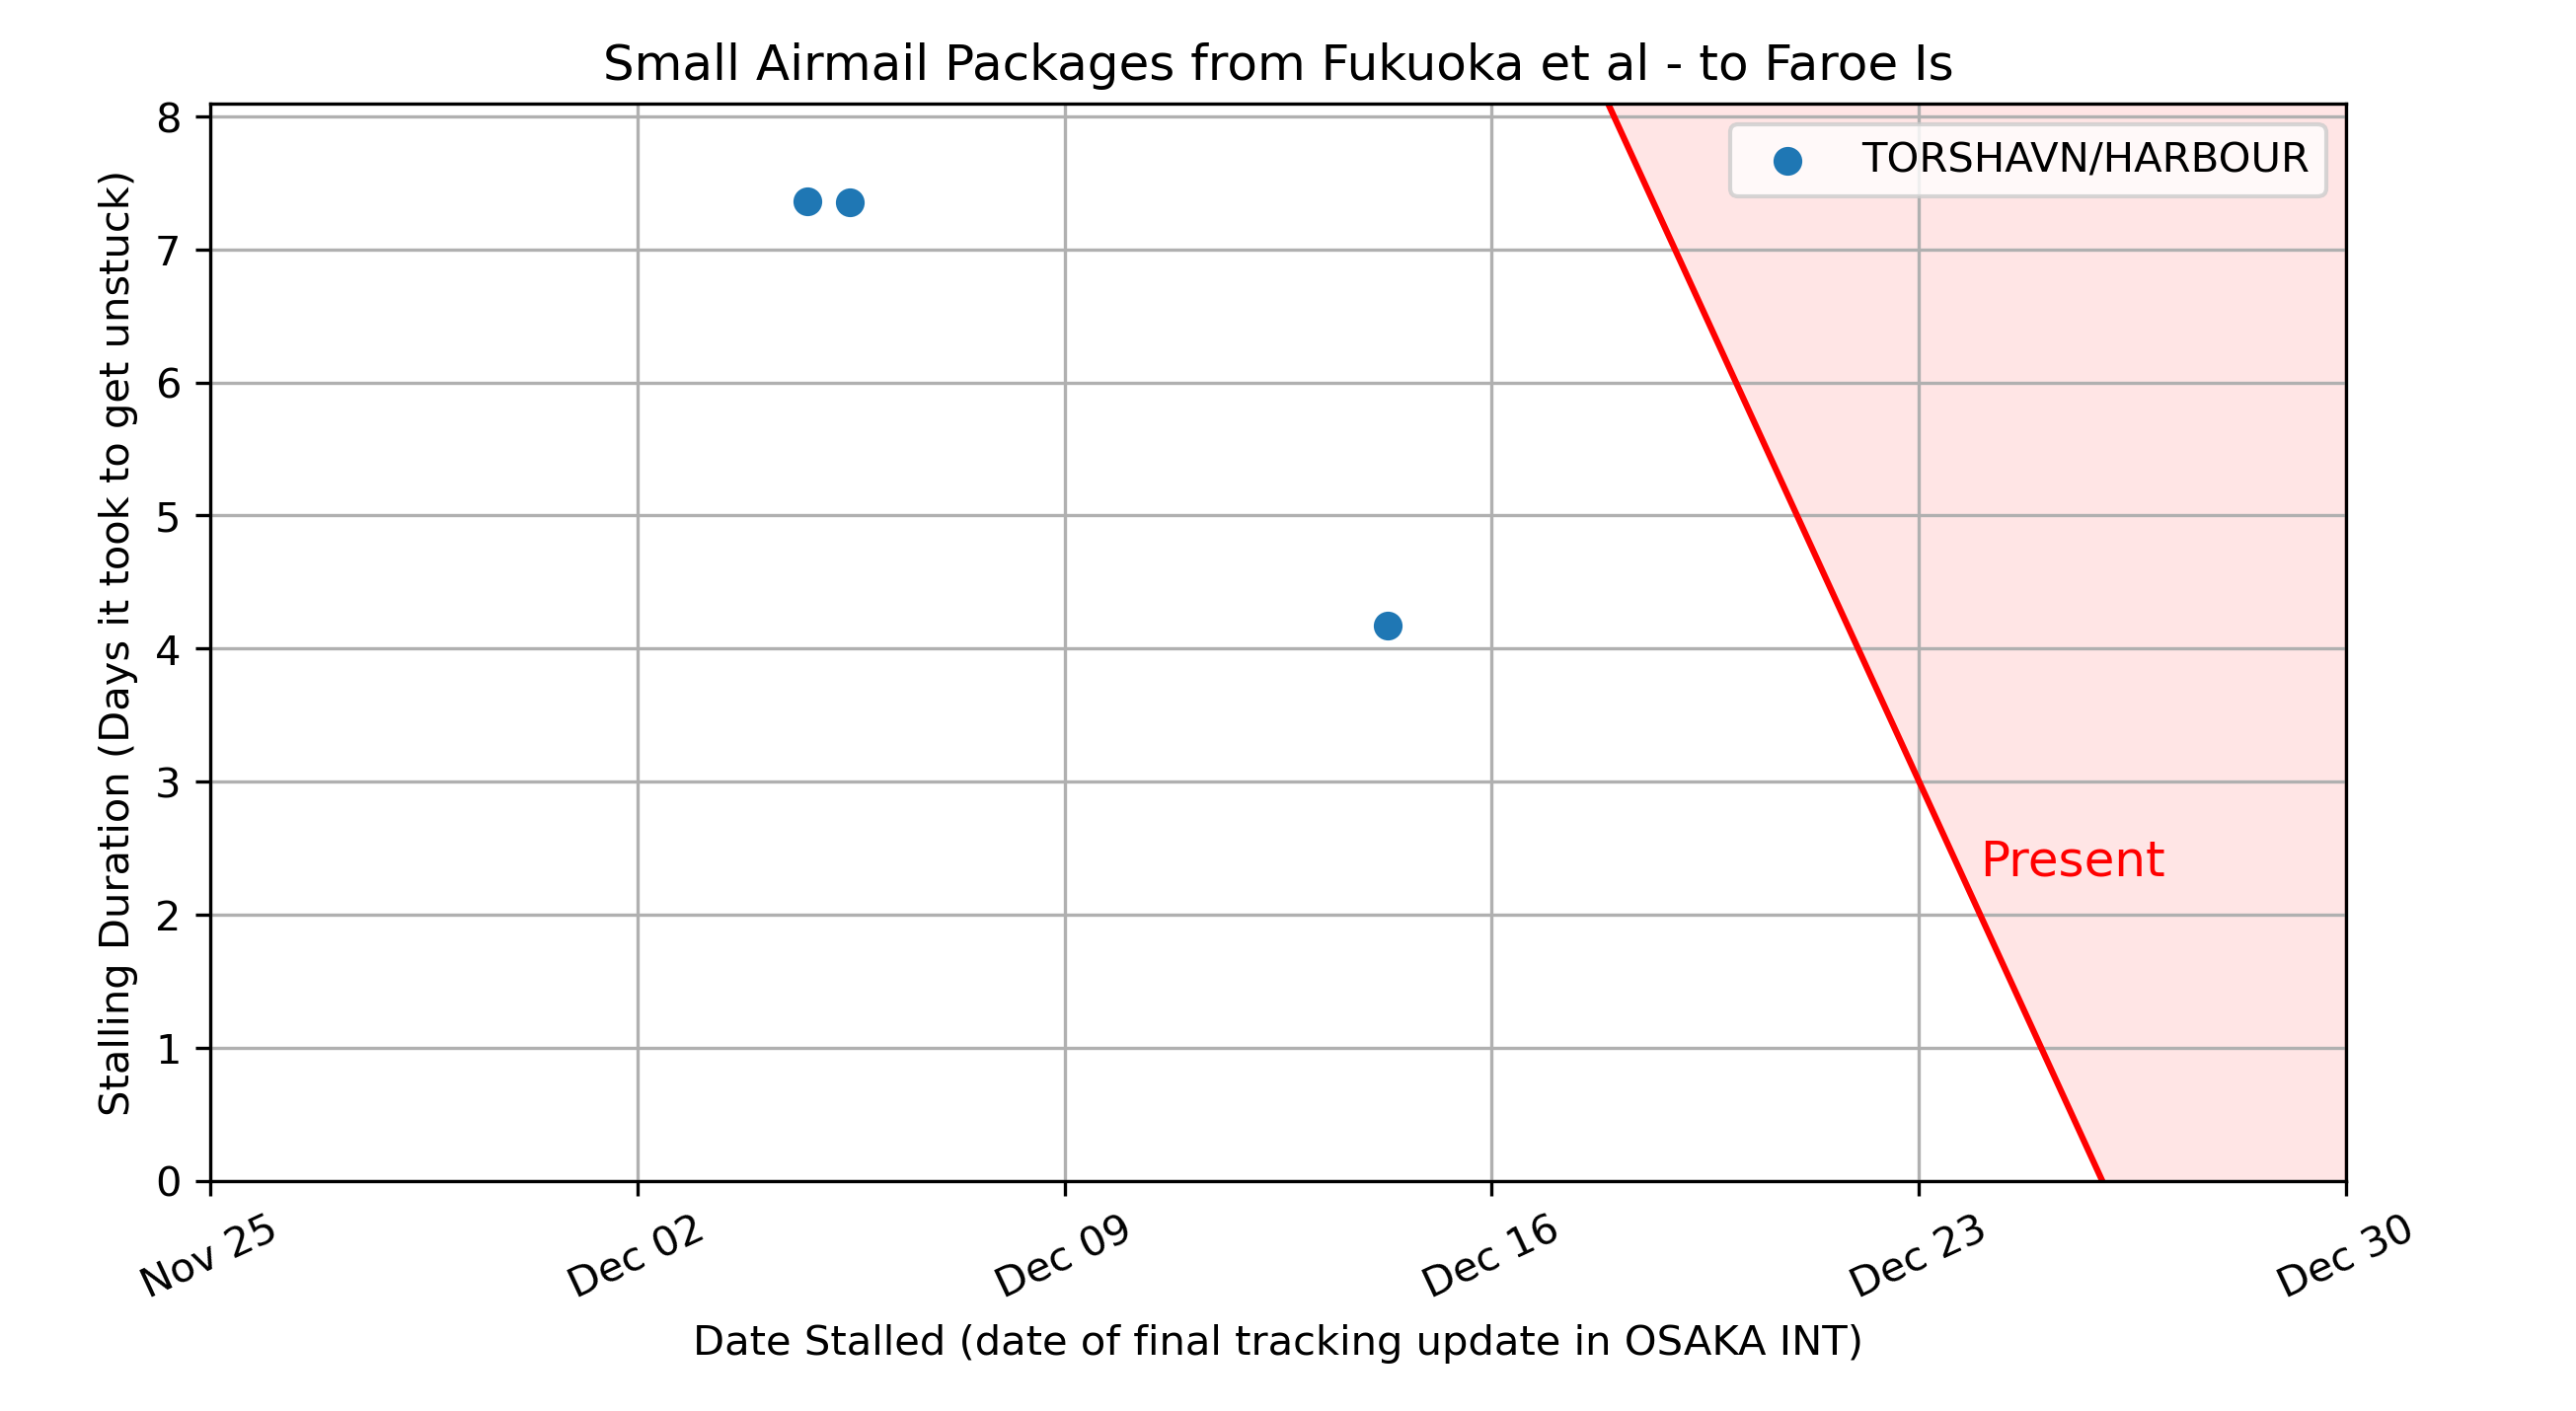 Small Airmail Packages from Fukuoka et al - to Faroe Is
TORSHAVN/HARBOUR
Stalling Duration (Days it took to get unstuck)
8
7
6
5
4
3
2
1
0
Present
Nov 25
Dec 02
Dec 09
Dec 16
Dec 23
Dec 30
Date Stalled (date of final tracking update in OSAKA INT)